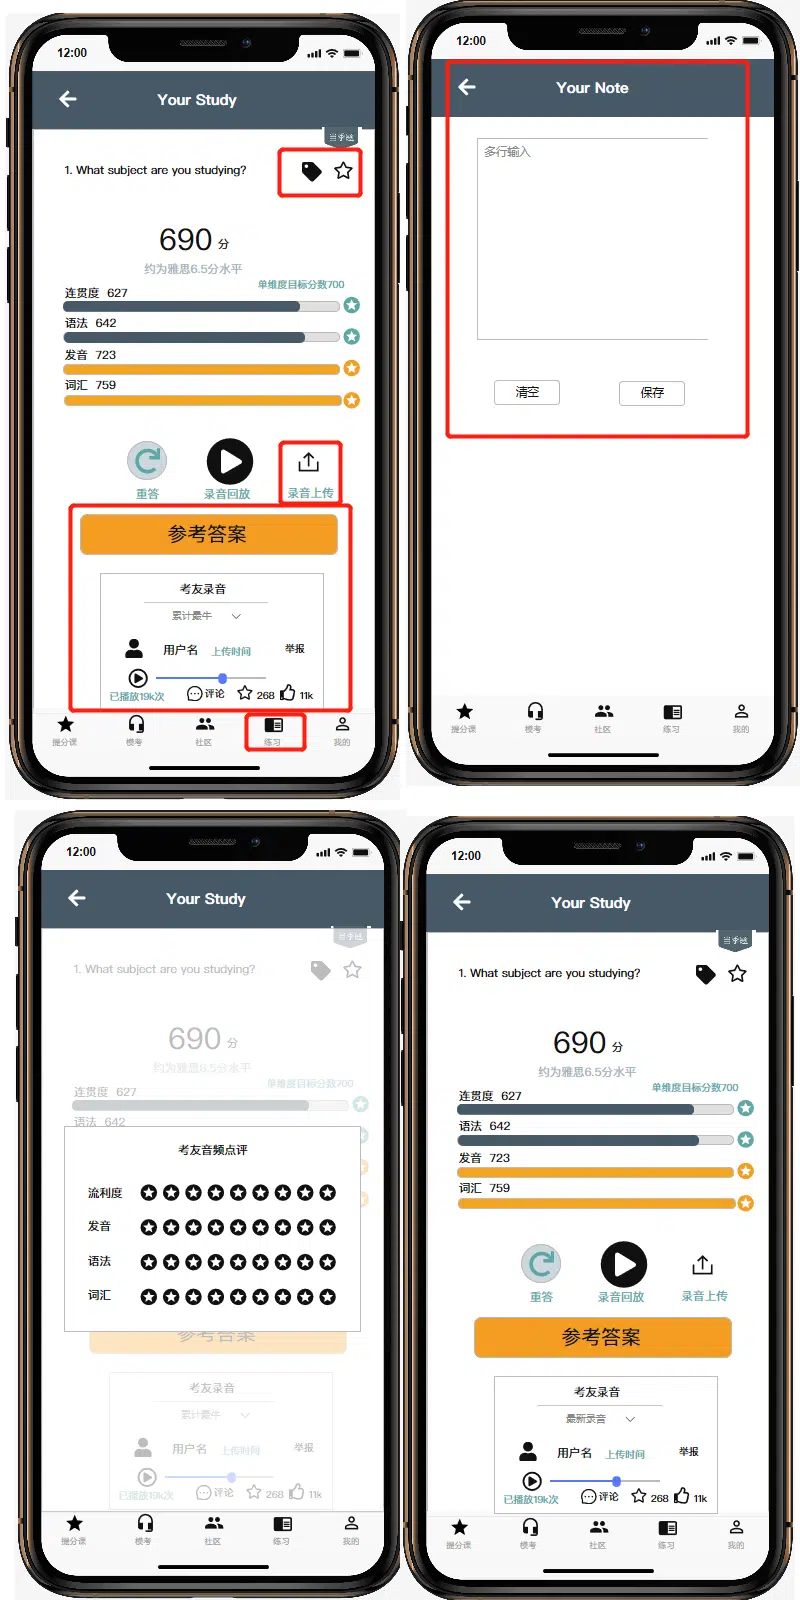 12:00
Your Study
当季题
1. What subject are you studying?
690 分
约为雅思6.5分水平
单维度目标分数700
连贯度 627
语法 642
发音 723
词汇 759
重答
录音回放
录音上传
参考答案
考友录音
累计最牛
用户名 上传时间 举报
已播放19k次 评论 268 11k
提分课 模考 社区 练习 我的
12:00
Your Note
多行输入
清空 保存
提分课 模考 社区 练习 我的
12:00
Your Study
当季题
1. What subject are you studying?
690 分
约为雅思6.5分水平
单维度目标分数700
连贯度 627
语法 642
考友音频点评
流利度
发音
语法
词汇
参考答案
考友录音
累计最牛
用户名 上传时间 举报
已播放19k次 评论 268 11k
提分课 模考 社区 练习 我的
12:00
Your Study
当季题
1. What subject are you studying?
690 分
约为雅思6.5分水平
单维度目标分数700
连贯度 627
语法 642
发音 723
词汇 759
重答
录音回放
录音上传
参考答案
考友录音
最新录音
用户名 上传时间 举报
已播放19k次 评论 268 11k
提分课 模考 社区 练习 我的